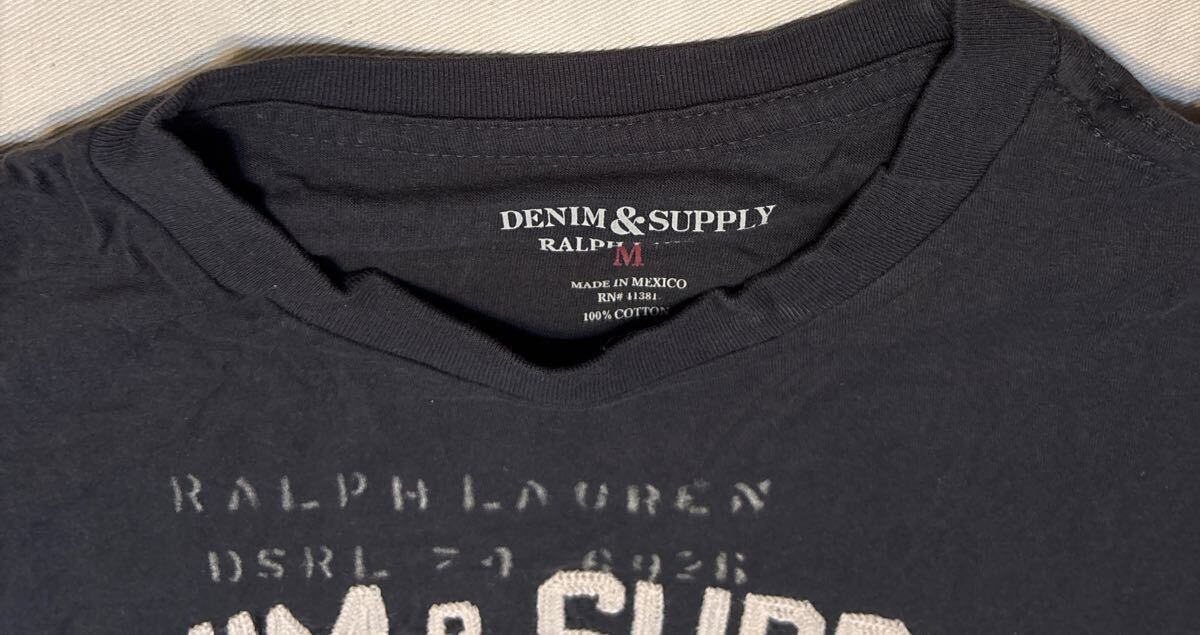 DENIM & SUPPLY
RALPH
M
MADE IN MEXICO
RN# 41381
100% COTTON
RALPH LAUREN
DSRL